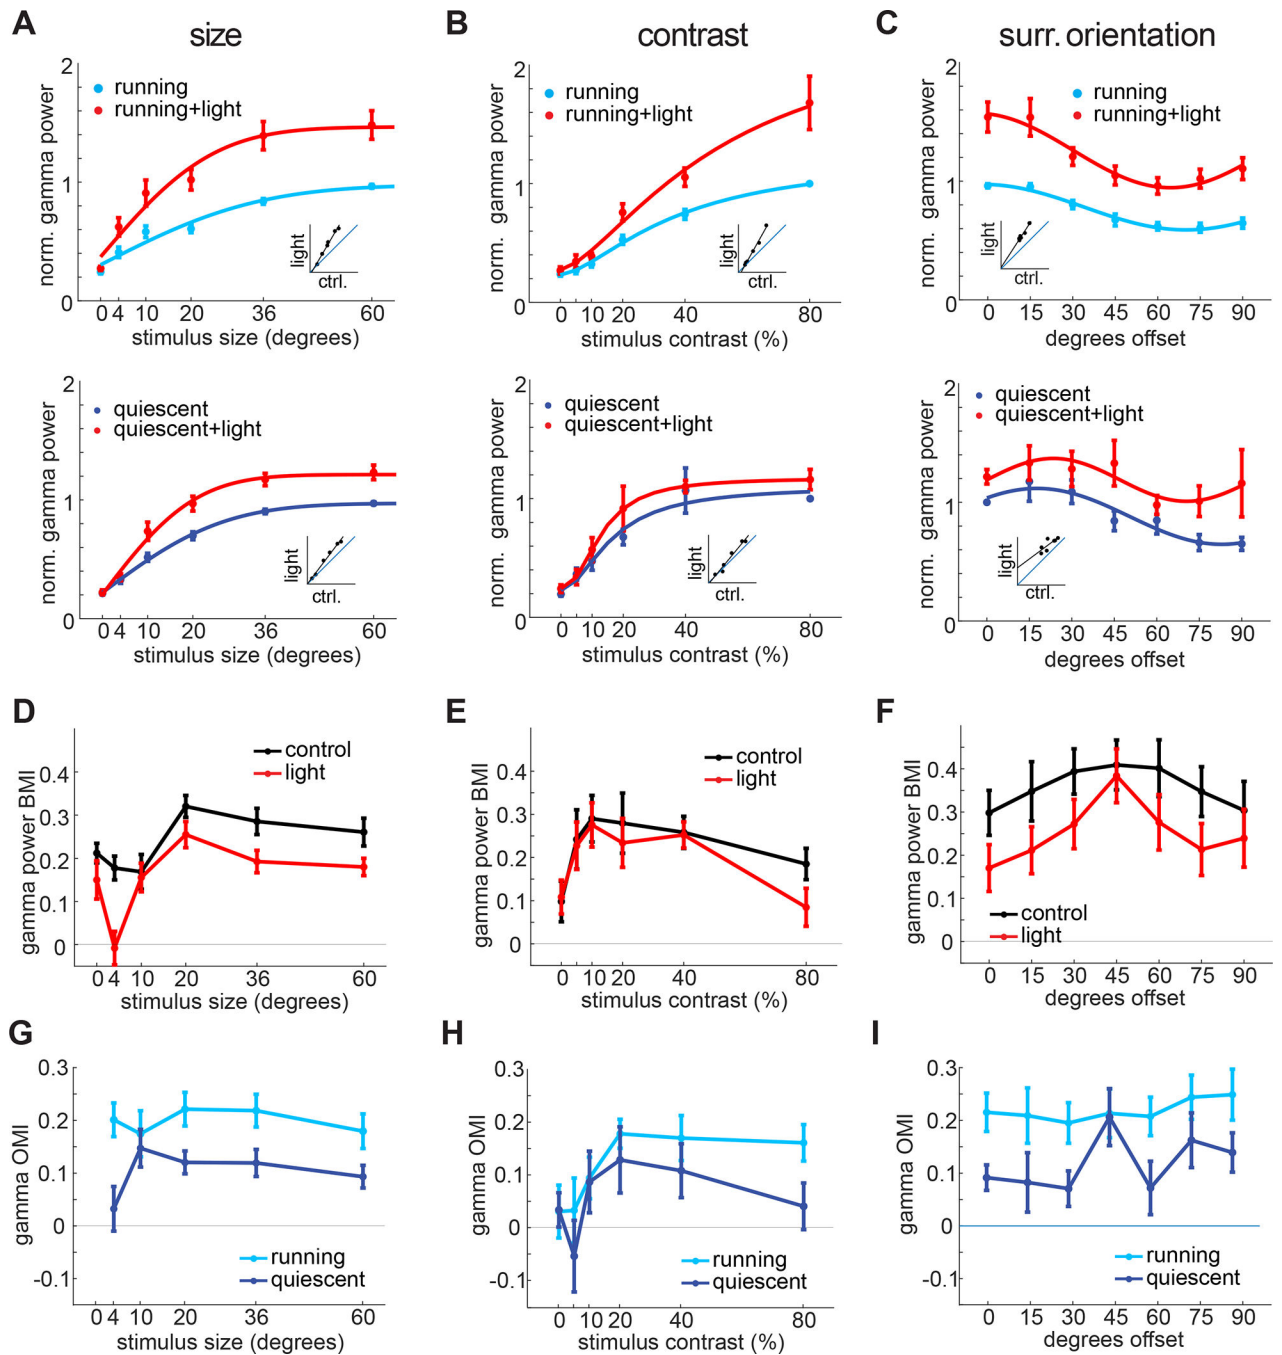 A
size
B
contrast
C
surr. orientation
2
running
running+light
norm. gamma power
1
light
ctrl.
0
0 4 10 20 36 60
stimulus size (degrees)
2
running
running+light
norm. gamma power
1
light
ctrl.
0
0 10 20 40 80
stimulus contrast (%)
2
running
running+light
norm. gamma power
1
light
ctrl.
0
0 15 30 45 60 75 90
degrees offset
2
quiescent
quiescent+light
norm. gamma power
1
light
ctrl.
0
0 4 10 20 36 60
stimulus size (degrees)
2
quiescent
quiescent+light
norm. gamma power
1
light
ctrl.
0
0 10 20 40 80
stimulus contrast (%)
2
quiescent
quiescent+light
norm. gamma power
1
light
ctrl.
0
0 15 30 45 60 75 90
degrees offset
D
control
light
gamma power BMI
0.4
0.3
0.2
0.1
0
0 4 10 20 36 60
stimulus size (degrees)
E
control
light
gamma power BMI
0.4
0.3
0.2
0.1
0
0 10 20 40 80
stimulus contrast (%)
F
gamma power BMI
0.4
0.3
0.2
0.1
0
control
light
0 15 30 45 60 75 90
degrees offset
G
gamma OMI
0.3
0.2
0.1
0
-0.1
running
quiescent
0 4 10 20 36 60
stimulus size (degrees)
H
gamma OMI
0.3
0.2
0.1
0
-0.1
running
quiescent
0 10 20 40 80
stimulus contrast (%)
I
gamma OMI
0.3
0.2
0.1
0
-0.1
running
quiescent
0 15 30 45 60 75 90
degrees offset